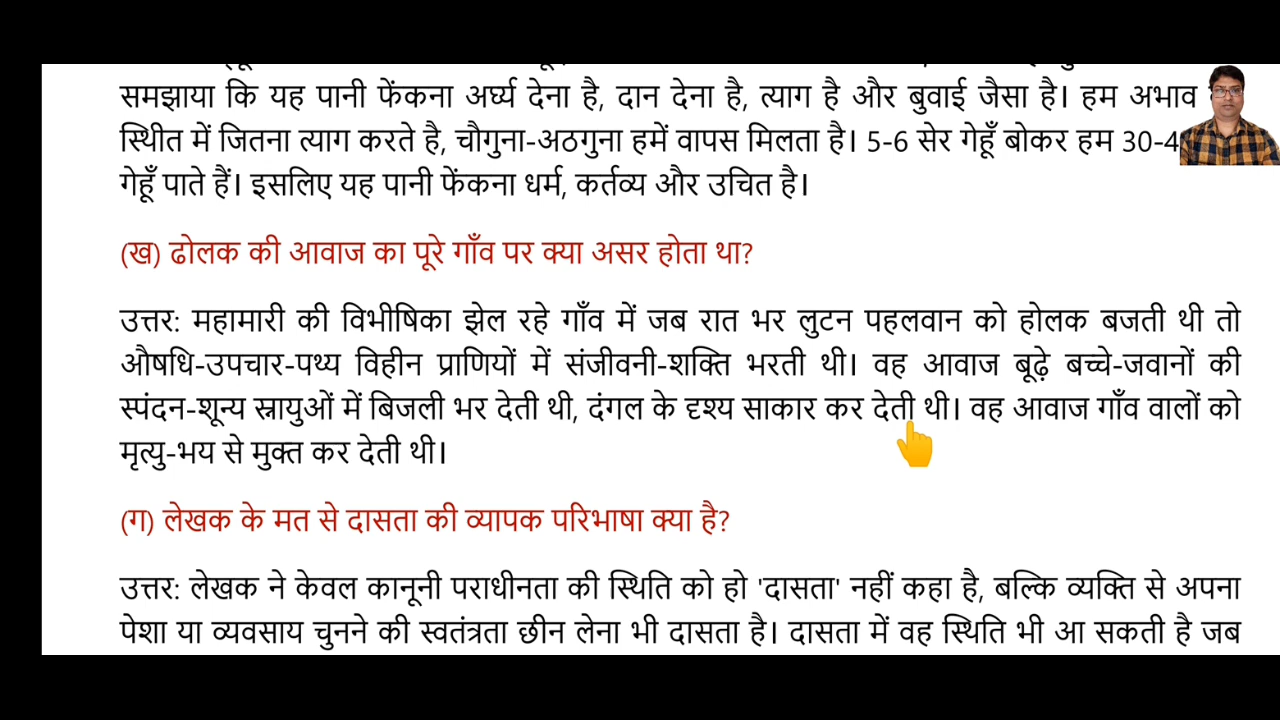 समझाया कि यह पानी फेंकना अर्घ्य देना है, दान देना है, त्याग है और बुवाई जैसा है। हम अभाव
स्थिीत में जितना त्याग करते है, चौगुना-अठगुना हमें वापस मिलता है। 5-6 सेर गेहूँ बोकर हम 30-4
गेहूँ पाते हैं। इसलिए यह पानी फेंकना धर्म, कर्तव्य और उचित है।
(ख) ढोलक की आवाज का पूरे गाँव पर क्या असर होता था?
उत्तर: महामारी की विभीषिका झेल रहे गाँव में जब रात भर लुटन पहलवान को होलक बजती थी तो
औषधि-उपचार-पथ्य विहीन प्राणियों में संजीवनी-शक्ति भरती थी। वह आवाज बूढ़े बच्चे-जवानों की
स्पंदन-शून्य स्नायुओं में बिजली भर देती थी, दंगल के दृश्य साकार कर देती थी। वह आवाज गाँव वालों को
मृत्यु-भय से मुक्त कर देती थी।
(ग) लेखक के मत से दासता की व्यापक परिभाषा क्या है?
उत्तर: लेखक ने केवल कानूनी पराधीनता की स्थिति को हो 'दासता' नहीं कहा है, बल्कि व्यक्ति से अपना
पेशा या व्यवसाय चुनने की स्वतंत्रता छीन लेना भी दासता है। दासता में वह स्थिति भी आ सकती है जब